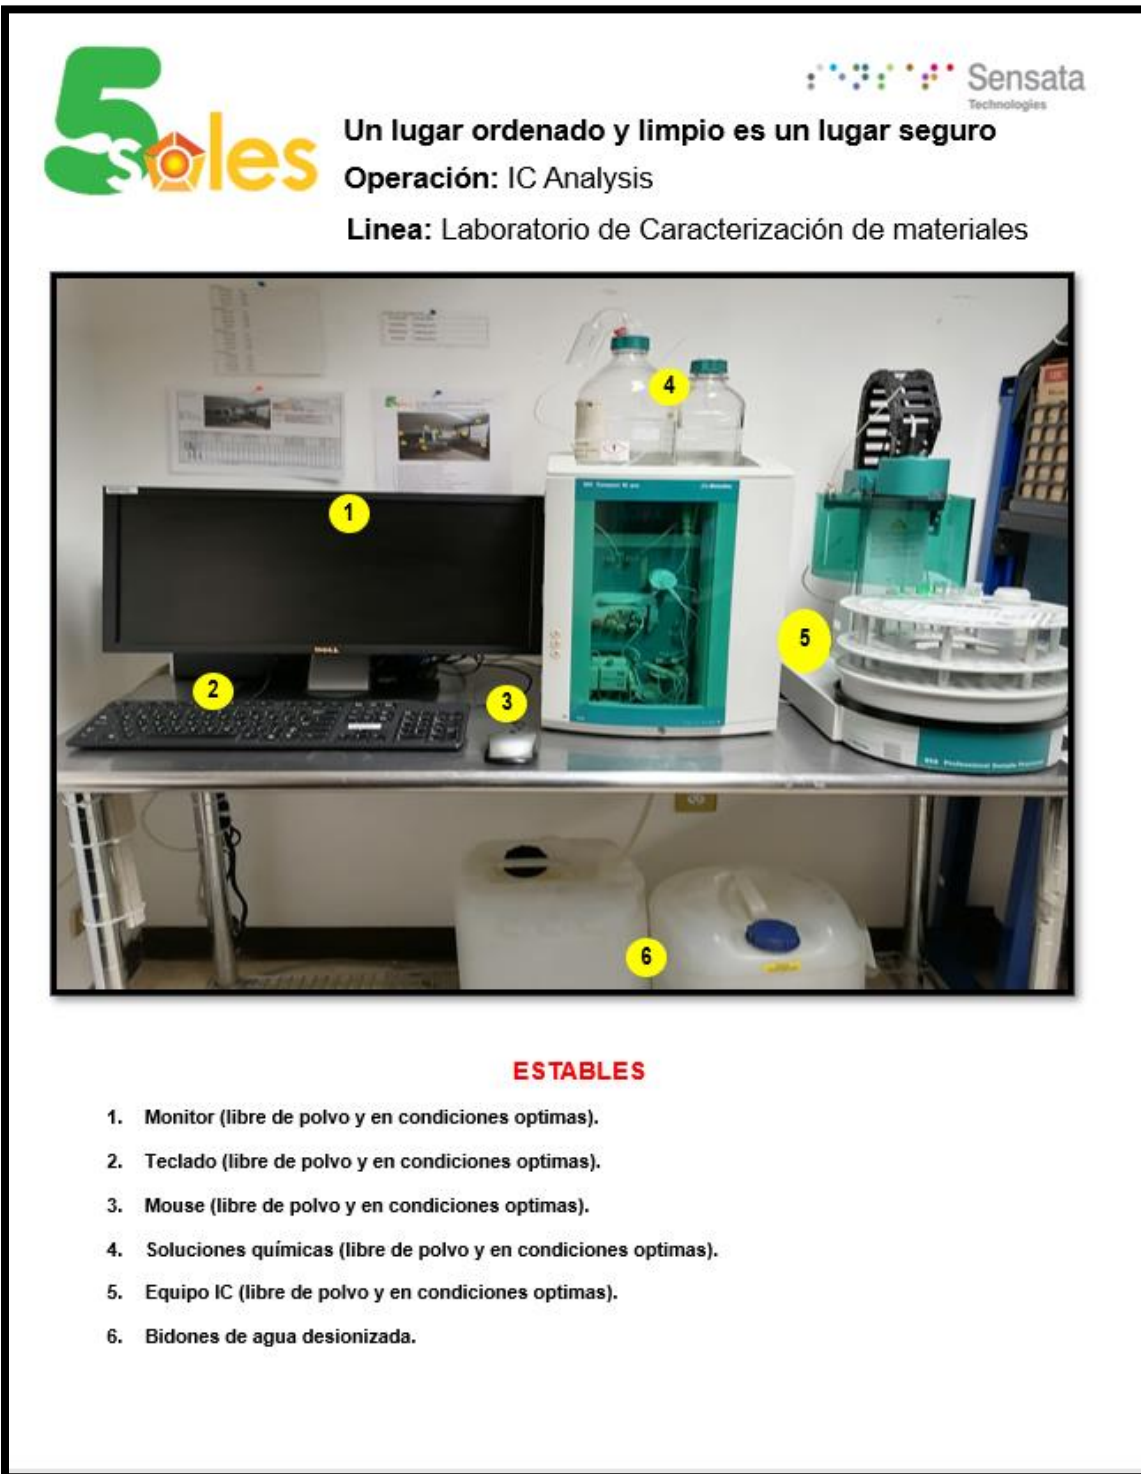 5soles
Sensata
Technologies
Un lugar ordenado y limpio es un lugar seguro
Operación: IC Analysis
Linea: Laboratorio de Caracterización de materiales
4
1
DELL
5
2
3
6
ESTABLES
1. Monitor (libre de polvo y en condiciones optimas).
2. Teclado (libre de polvo y en condiciones optimas).
3. Mouse (libre de polvo y en condiciones optimas).
4. Soluciones químicas (libre de polvo y en condiciones optimas).
5. Equipo IC (libre de polvo y en condiciones optimas).
6. Bidones de agua desionizada.